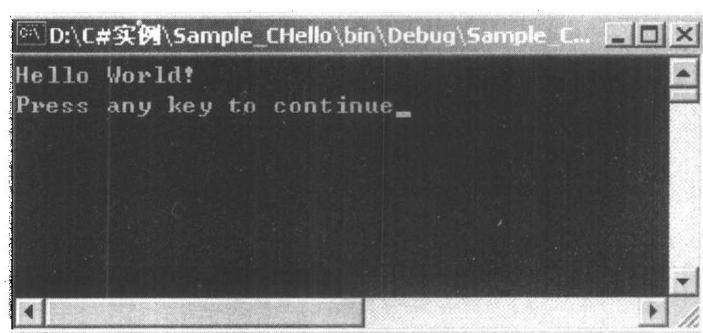 D:\C#实例\Sample_CHello\bin\Debug\Sample_C...
Hello World!
Press any key to continue